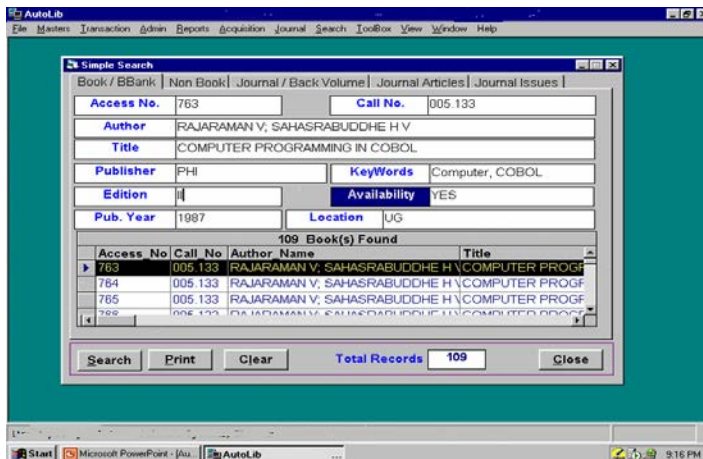 AutoLib
File Masters Transaction Admin Reports Acquisition Journal Search ToolBox View Window Help
Simple Search
Book / BBank Non Book Journal / Back Volume Journal Articles Journal Issues
Access No. 763 Call No. 005.133
Author RAJARAMAN V; SAHASRABUDDHE H V
Title COMPUTER PROGRAMMING IN COBOL
Publisher PHI KeyWords Computer, COBOL
Edition II Availability YES
Pub. Year 1987 Location UG
109 Book(s) Found
Access_No Call_No Author_Name Title
763 005.133 RAJARAMAN V; SAHASRABUDDHE H V COMPUTER PROGR
764 005.133 RAJARAMAN V; SAHASRABUDDHE H V COMPUTER PROGR
765 005.133 RAJARAMAN V; SAHASRABUDDHE H V COMPUTER PROGR
Search Print Clear Total Records 109 Close
Start Microsoft PowerPoint - [Au... AutoLib ... 9:16 PM